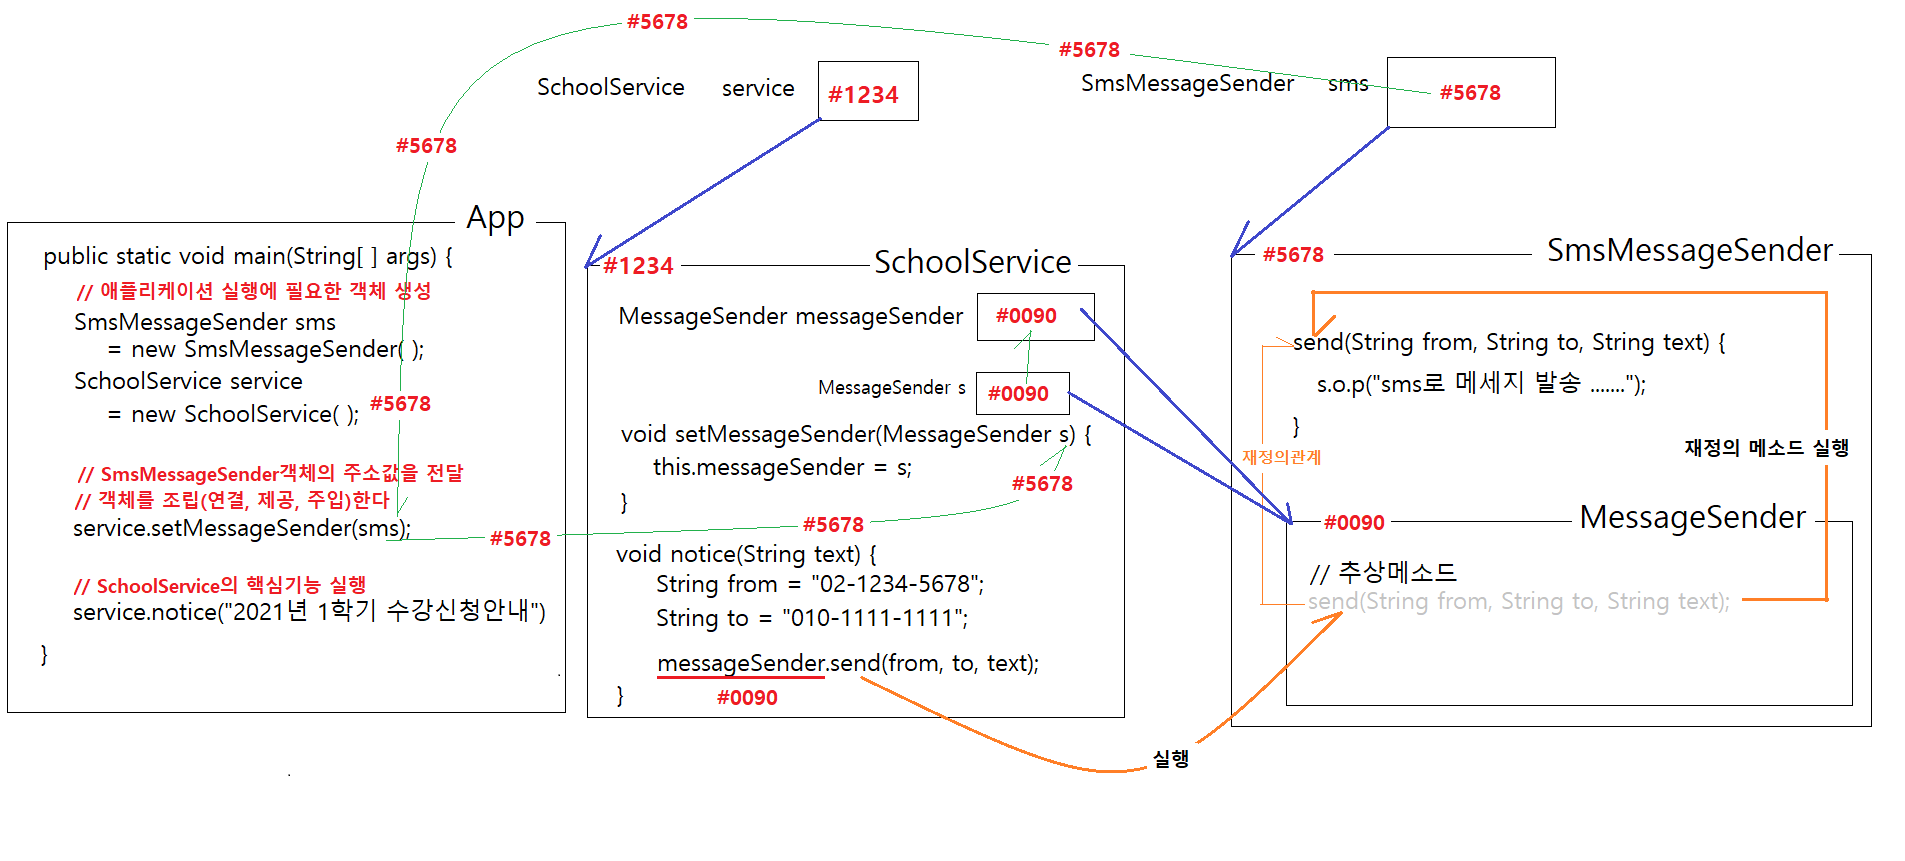 #5678
#5678
SchoolService service #1234
SmsMessageSender sms #5678
#5678
App
public static void main(String[ ] args) {
// 애플리케이션 실행에 필요한 객체 생성
SmsMessageSender sms
= new SmsMessageSender( );
SchoolService service
= new SchoolService( );
#5678
// SmsMessageSender객체의 주소값을 전달
// 객체를 조립(연결, 제공, 주입)한다
service.setMessageSender(sms);
#5678
// SchoolService의 핵심기능 실행
service.notice("2021년 1학기 수강신청안내")
}
#1234
SchoolService
MessageSender messageSender #0090
MessageSender s #0090
void setMessageSender(MessageSender s) {
this.messageSender = s;
#5678
}
#5678
void notice(String text) {
String from = "02-1234-5678";
String to = "010-1111-1111";
messageSender.send(from, to, text);
#0090
}
실행
#5678
SmsMessageSender
send(String from, String to, String text) {
s.o.p("sms로 메세지 발송 .......");
}
재정의관계
재정의 메소드 실행
#0090
MessageSender
// 추상메소드
send(String from, String to, String text);